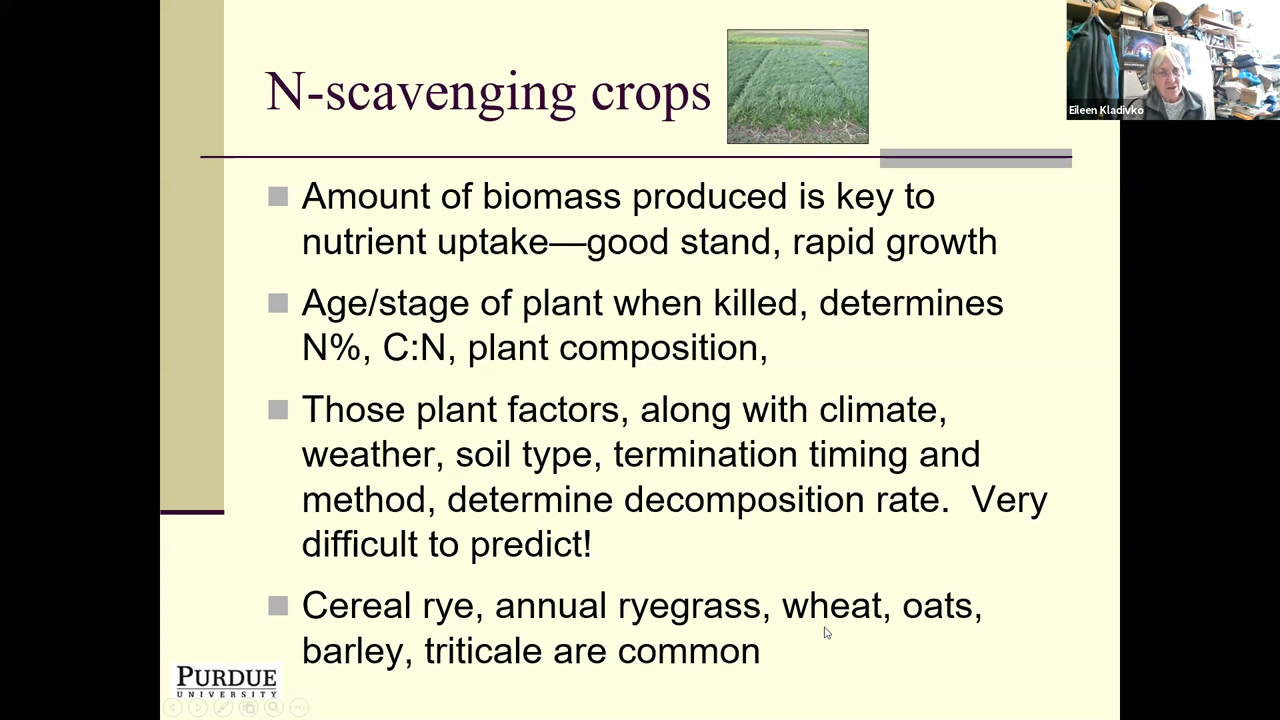 N-scavenging crops
Eileen Kladivko
Amount of biomass produced is key to
nutrient uptake—good stand, rapid growth
Age/stage of plant when killed, determines
N%, C:N, plant composition,
Those plant factors, along with climate,
weather, soil type, termination timing and
method, determine decomposition rate.  Very
difficult to predict!
Cereal rye, annual ryegrass, wheat, oats,
barley, triticale are common
PURDUE
UNIVERSITY